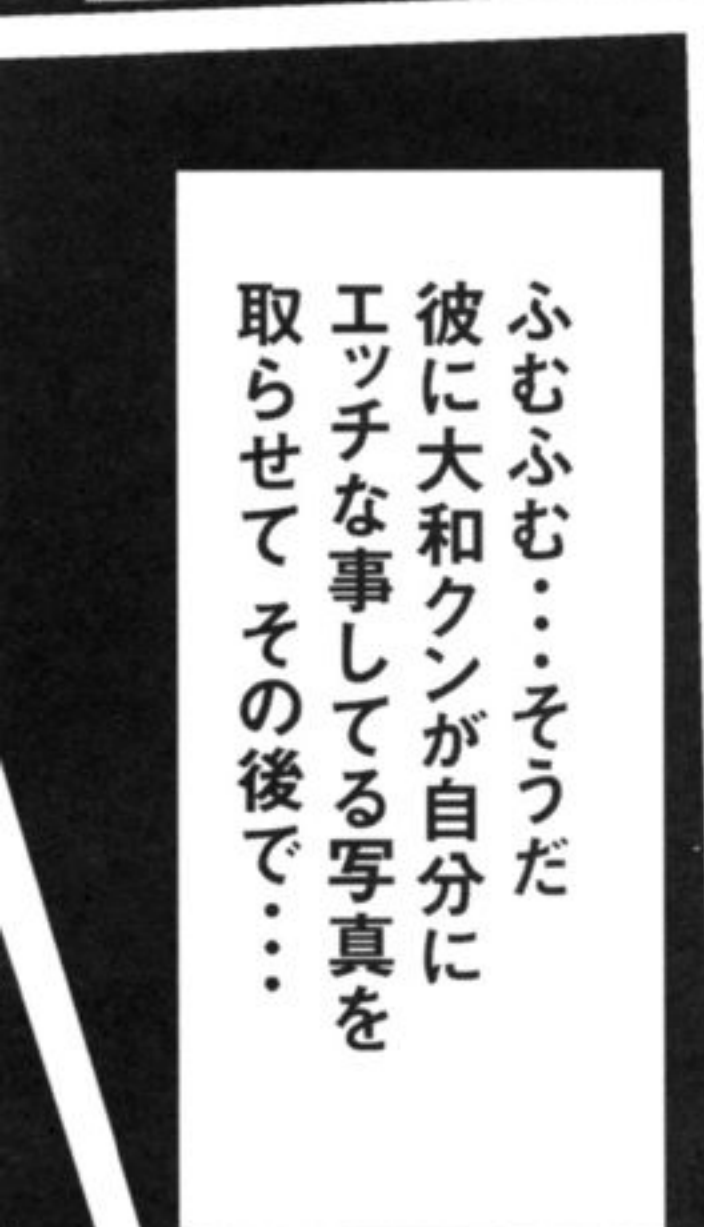 ふむふむ・・・そうだ
彼に大和クンが自分に
エッチな事してる写真を
取らせて その後で・・・